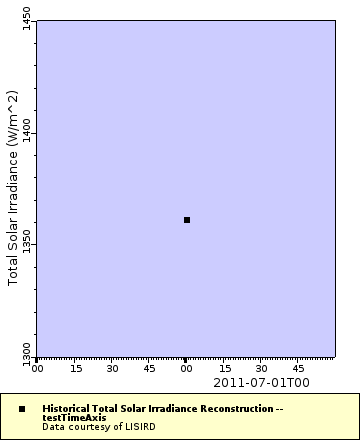 1450
1400
1350
1300
Total Solar Irradiance (W/m^2)
00 15 30 45 00 15 30 45
2011-07-01T00
Historical Total Solar Irradiance Reconstruction --
testTimeAxis
Data courtesy of LISIRD